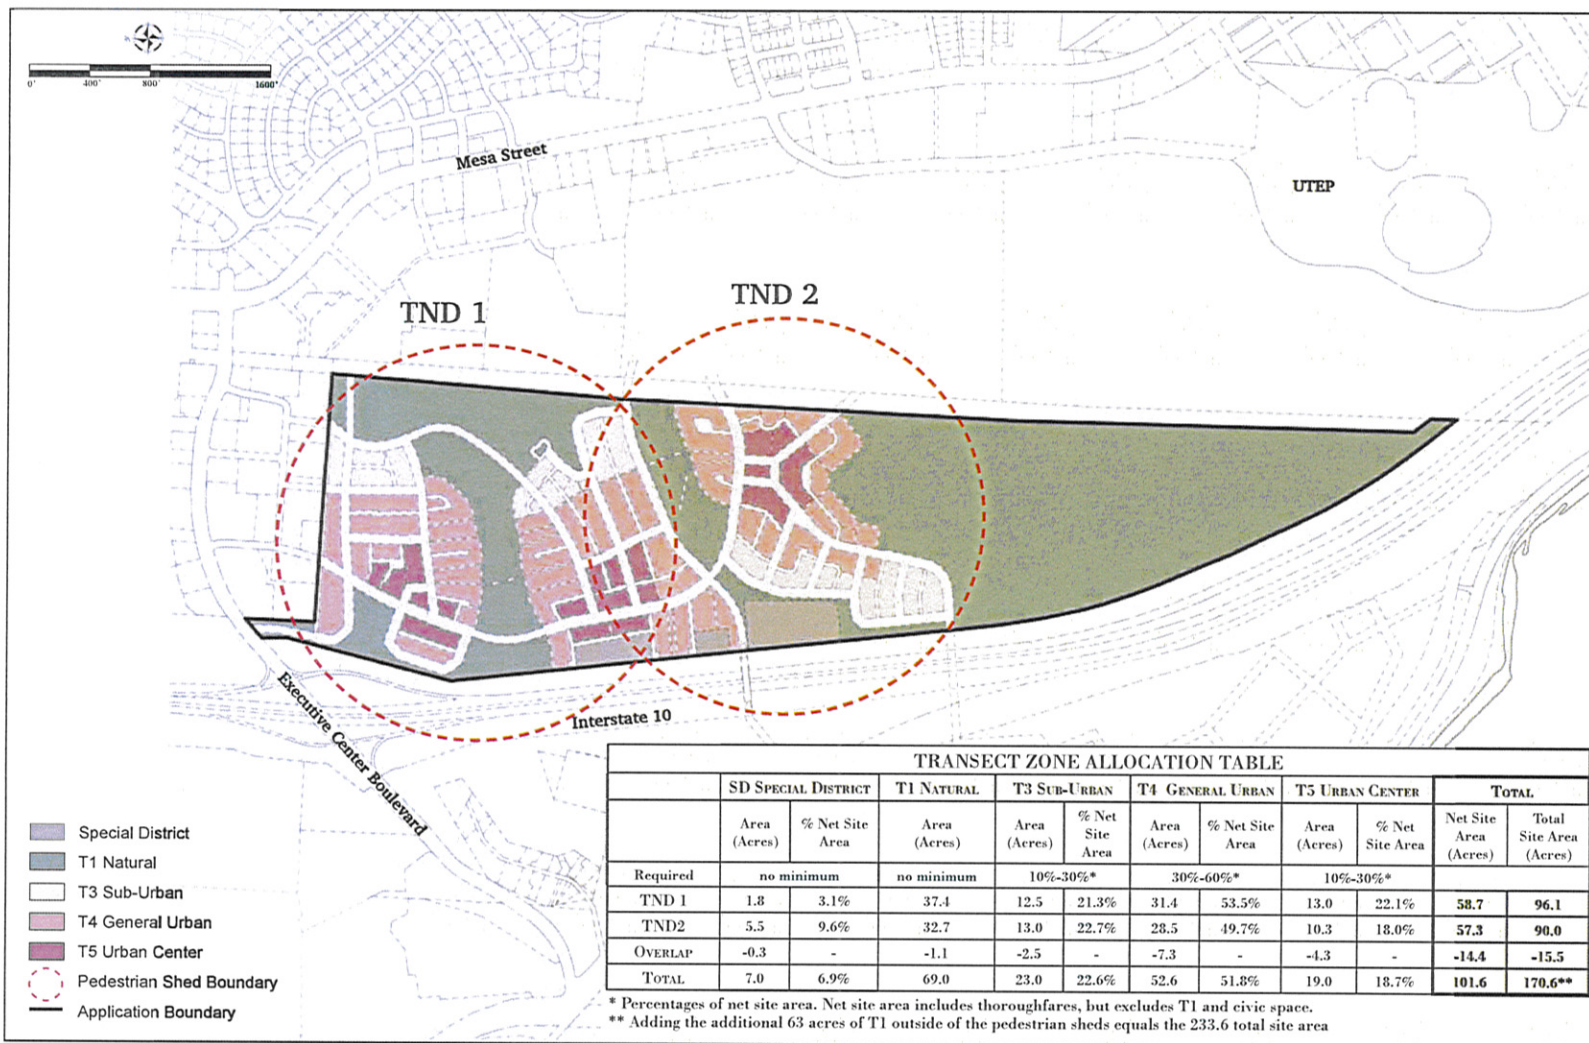 0' 400' 800' 1600'
Mesa Street
UTEP
TND 1
TND 2
Executive Center Boulevard
Interstate 10
Special District
T1 Natural
T3 Sub-Urban
T4 General Urban
T5 Urban Center
Pedestrian Shed Boundary
Application Boundary
TRANSECT ZONE ALLOCATION TABLE
SD SPECIAL DISTRICT T1 NATURAL T3 SUB-URBAN T4 GENERAL URBAN T5 URBAN CENTER TOTAL
Area (Acres) % Net Site Area Area (Acres) Area (Acres) % Net Site Area Area (Acres) % Net Site Area Area (Acres) % Net Site Area Net Site Area (Acres) Total Site Area (Acres)
Required no minimum no minimum 10%-30%* 30%-60%* 10%-30%*
TND 1 1.8 3.1% 37.4 12.5 21.3% 31.4 53.5% 13.0 22.1% 58.7 96.1
TND2 5.5 9.6% 32.7 13.0 22.7% 28.5 49.7% 10.3 18.0% 57.3 90.0
OVERLAP -0.3 - -1.1 -2.5 - -7.3 - -4.3 - -14.4 -15.5
TOTAL 7.0 6.9% 69.0 23.0 22.6% 52.6 51.8% 19.0 18.7% 101.6 170.6**
* Percentages of net site area. Net site area includes thoroughfares, but excludes T1 and civic space.
** Adding the additional 63 acres of T1 outside of the pedestrian sheds equals the 233.6 total site area